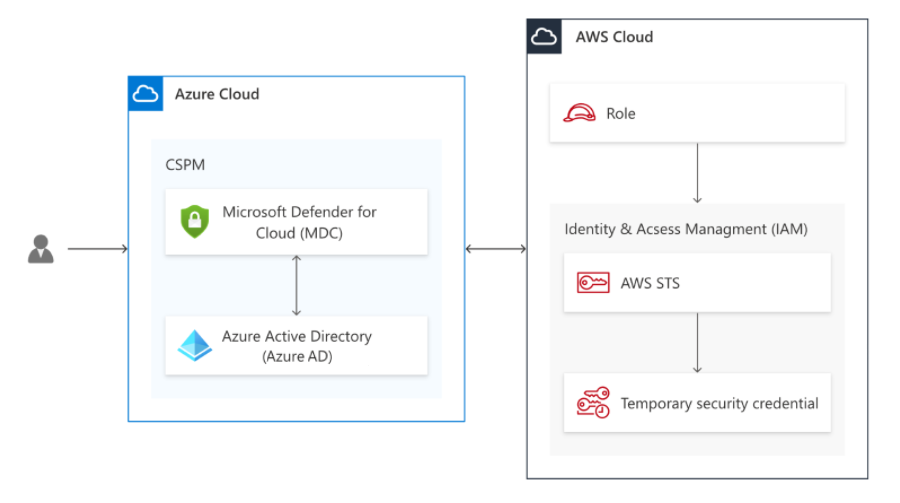 AWS Cloud
Azure Cloud
Role
CSPM
Microsoft Defender for
Cloud (MDC)
Identity & Acsess Managment (IAM)
AWS STS
Azure Active Directory
(Azure AD)
Temporary security credential